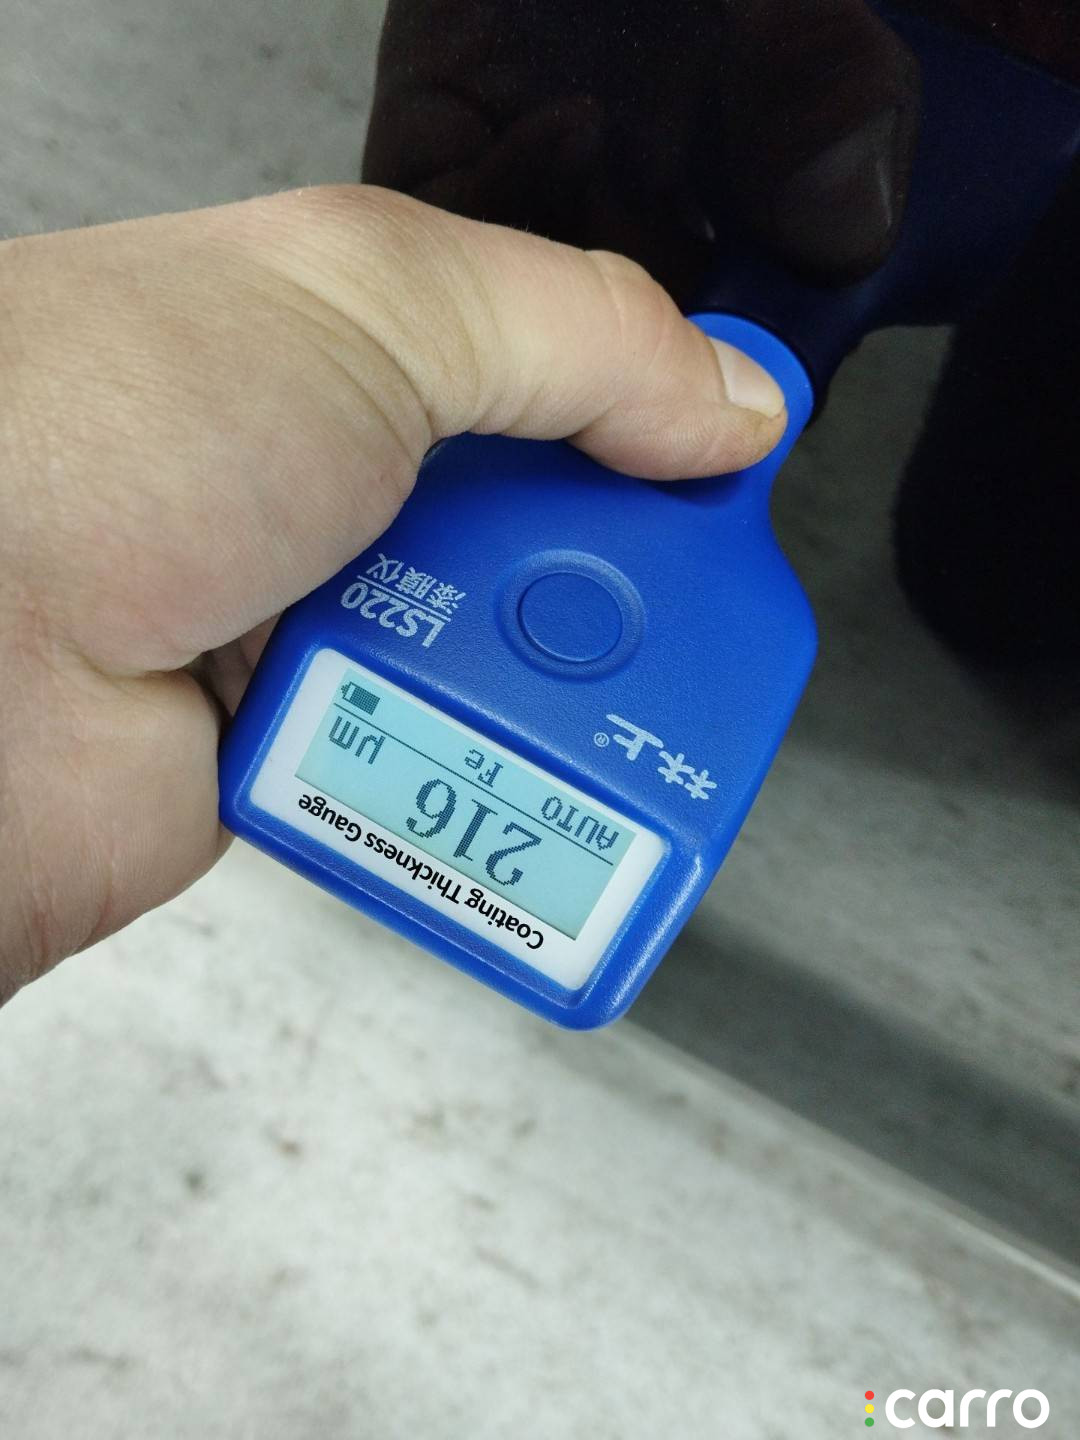 Coating Thickness Gauge
216
AUTO Fe μm
林上®
LS220
漆膜仪
carro